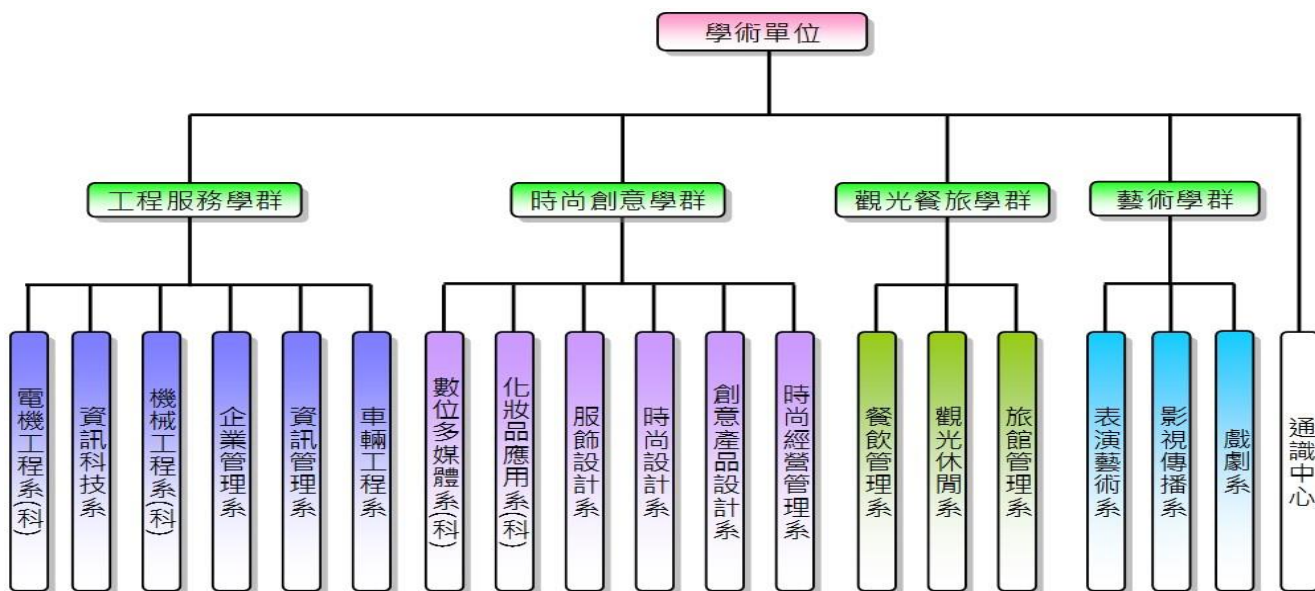 學術單位
工程服務學群
時尚創意學群
觀光餐旅學群
藝術學群
電機工程系(科)
資訊科技系
機械工程系(科)
企業管理系
資訊管理系
車輛工程系
數位多媒體系(科)
化妝品應用系(科)
服飾設計系
時尚設計系
創意產品設計系
時尚經營管理系
餐飲管理系
觀光休閒系
旅館管理系
表演藝術系
影視傳播系
戲劇系
通識中心